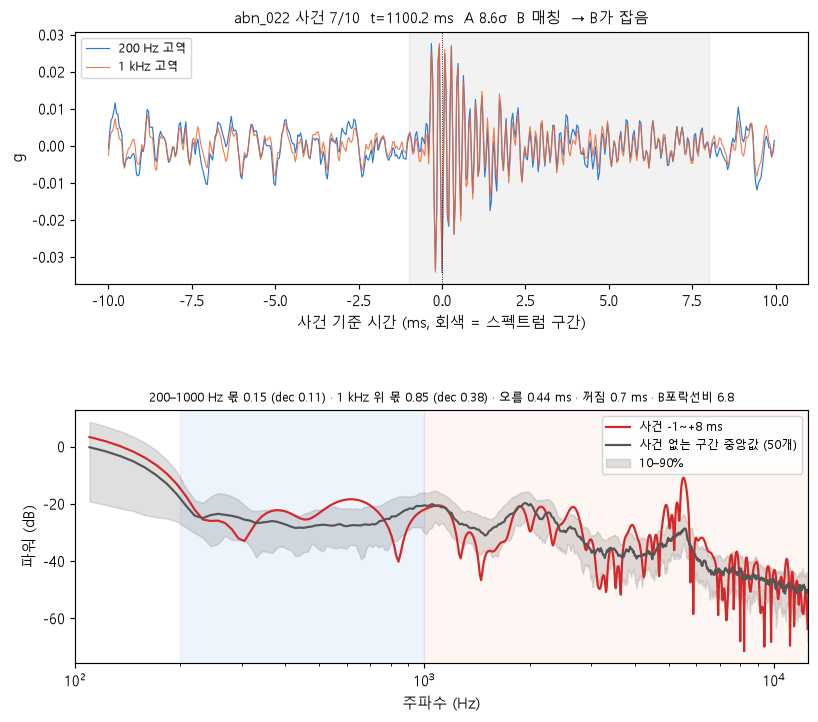 abn_022 사건 7/10 t=1100.2 ms A 8.6σ B 매칭 → B가 잡음
200 Hz 고역
1 kHz 고역
g
0.03
0.02
0.01
0.00
-0.01
-0.02
-0.03
-10.0 -7.5 -5.0 -2.5 0.0 2.5 5.0 7.5 10.0
사건 기준 시간 (ms, 회색 = 스펙트럼 구간)
200–1000 Hz 몫 0.15 (dec 0.11) · 1 kHz 위 몫 0.85 (dec 0.38) · 오름 0.44 ms · 꺼짐 0.7 ms · B포락선비 6.8
사건 -1~+8 ms
사건 없는 구간 중앙값 (50개)
10–90%
파워 (dB)
0
-20
-40
-60
10² 10³ 10⁴
주파수 (Hz)